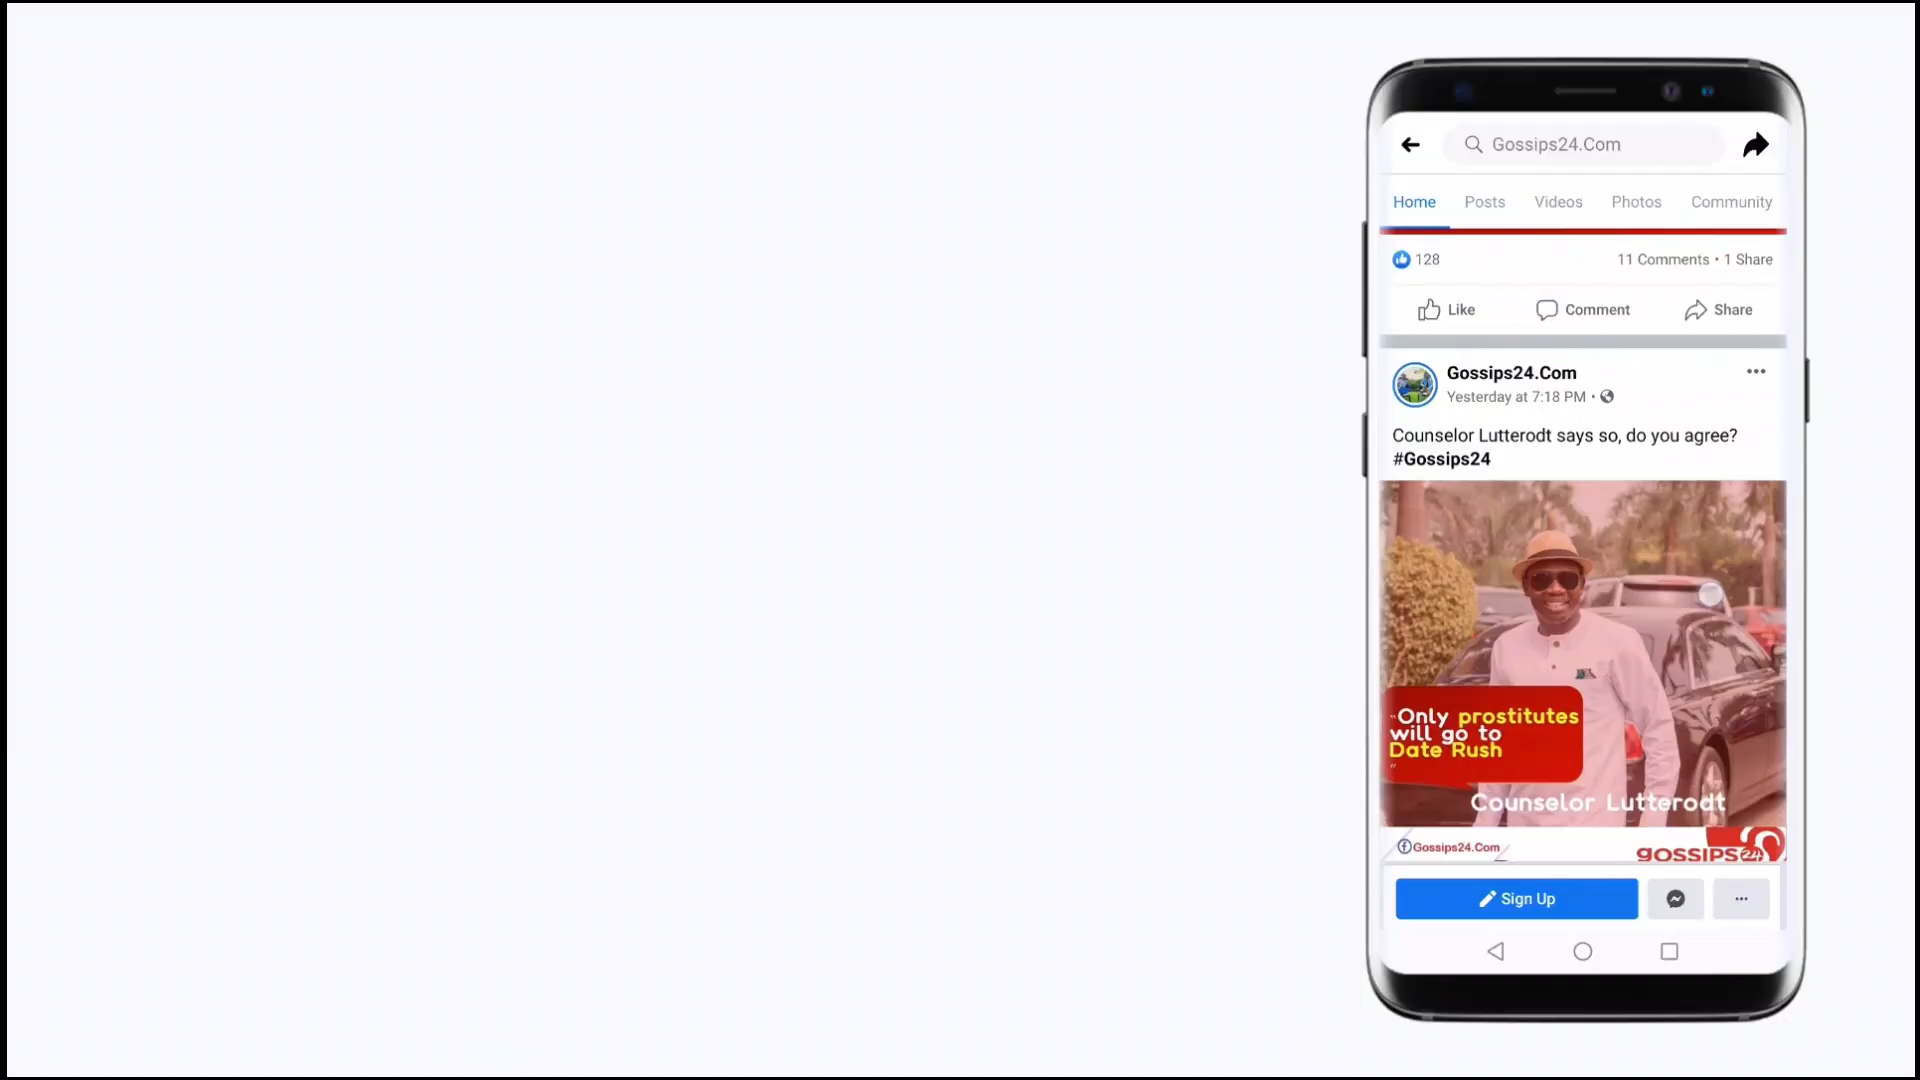 Gossips24.Com
Home Posts Videos Photos Community
128 11 Comments • 1 Share
Like Comment Share
Gossips24.Com
Yesterday at 7:18 PM •
Counselor Lutterodt says so, do you agree?
#Gossips24
"Only prostitutes
will go to
Date Rush
"
Counselor Lutterodt
Gossips24.Com
gossips24
Sign Up